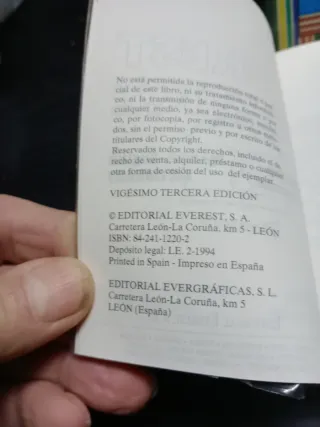 No está permitida la reproducción total o par-
cial de este libro, ni su tratamiento informáti-
co, ni la transmisión de ninguna forma o por
cualquier medio, ya sea electrónico, mecáni-
co, por fotocopia, por registro u otros méto-
dos, sin el permiso previo y por escrito de los
titulares del Copyright.
Reservados todos los derechos, incluido el de-
recho de venta, alquiler, préstamo o cualquier
otra forma de cesión del uso del ejemplar.
VIGÉSIMO TERCERA EDICIÓN
© EDITORIAL EVEREST, S. A.
Carretera León-La Coruña, km 5 - LEÓN
ISBN: 84-241-1220-2
Depósito legal: LE. 2-1994
Printed in Spain - Impreso en España
EDITORIAL EVERGRÁFICAS, S. L.
Carretera León-La Coruña, km 5
LEÓN (España)